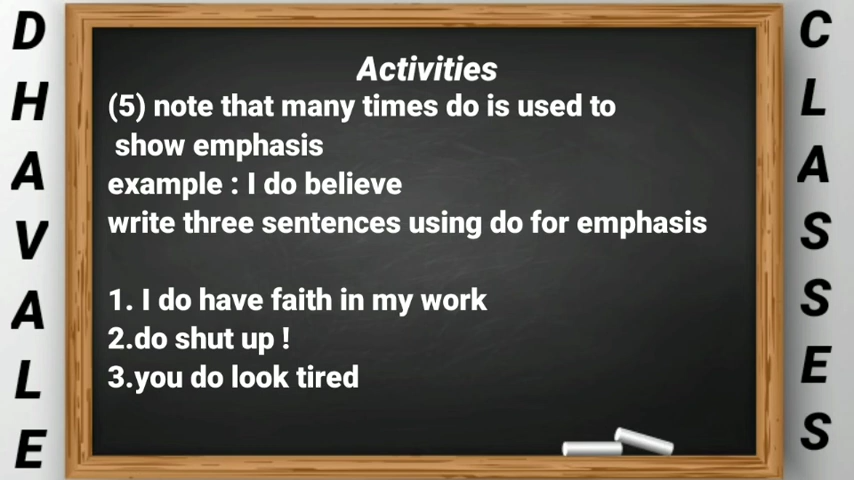 DHAVALE
Activities
(5) note that many times do is used to
show emphasis
example : I do believe
write three sentences using do for emphasis
1. I do have faith in my work
2.do shut up !
3.you do look tired
CLASSES